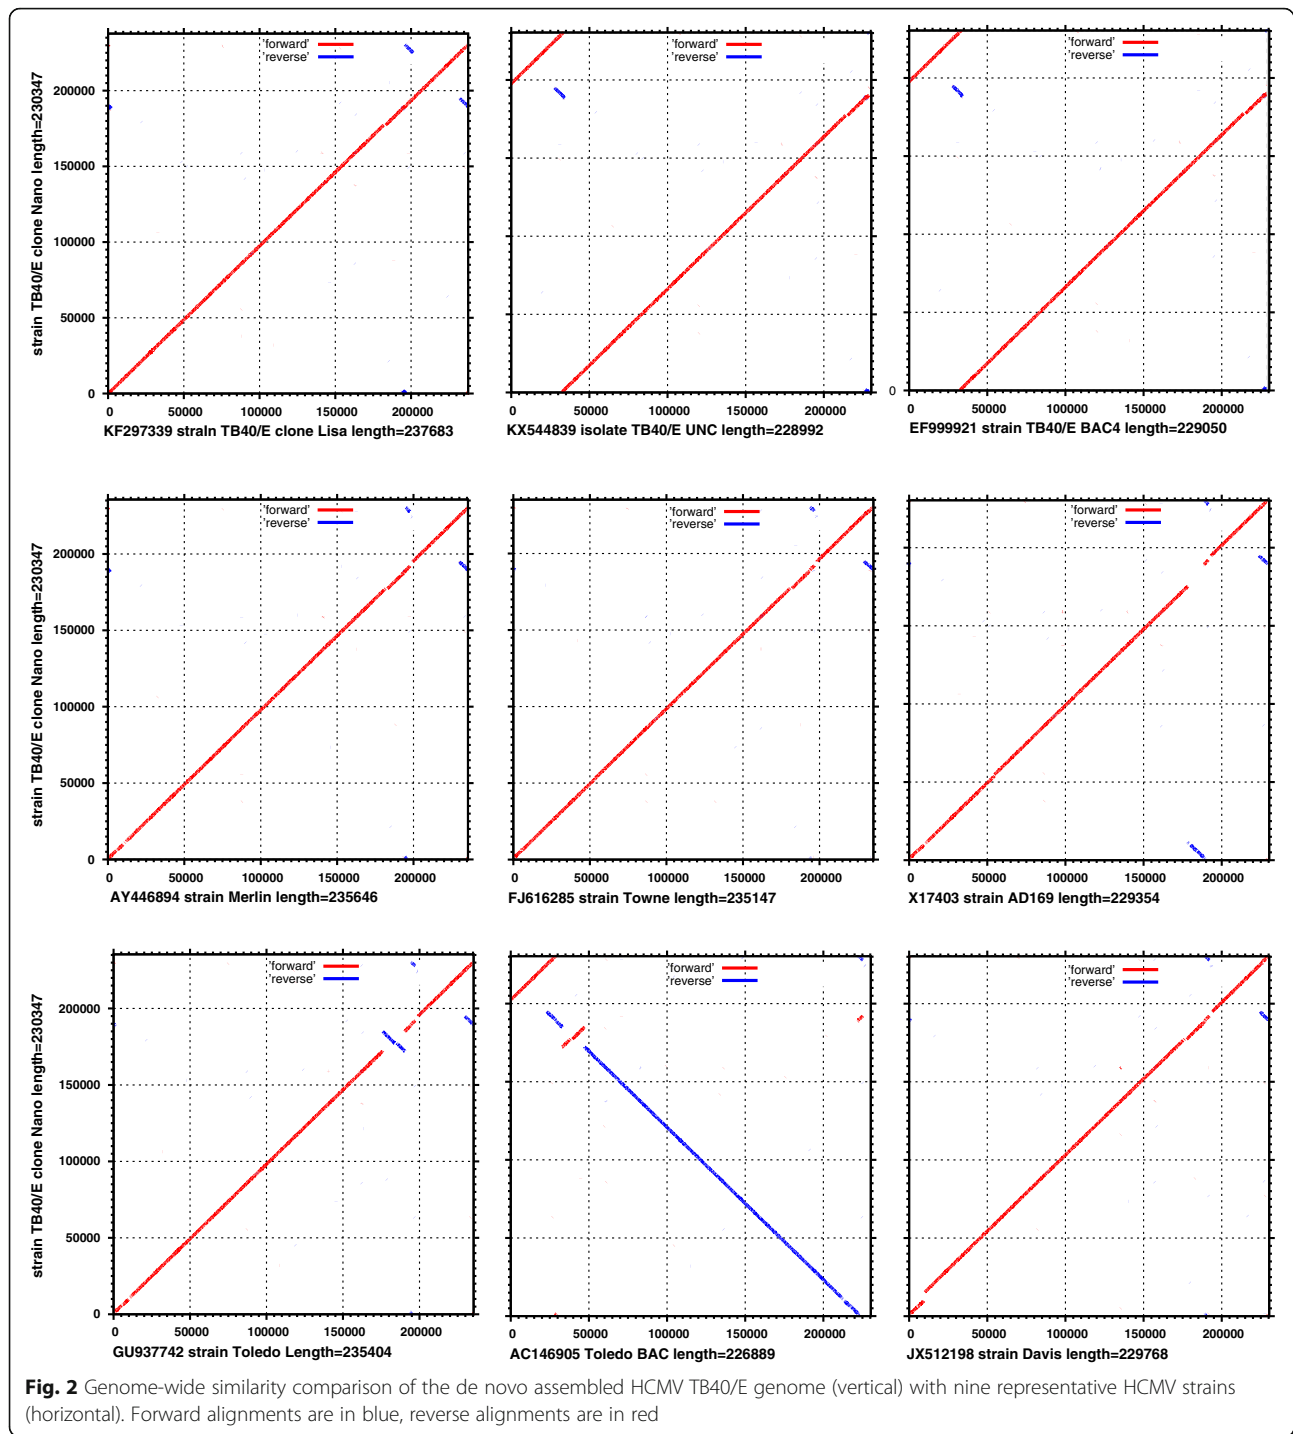 'forward'
'reverse'
strain TB40/E clone Nano length=230347
200000
150000
100000
50000
0
0 50000 100000 150000 200000
KF297339 straIn TB40/E clone Lisa length=237683
'forward'
'reverse'
0 50000 100000 150000 200000
KX544839 isolate TB40/E UNC length=228992
'forward'
'reverse'
0
0 50000 100000 150000 200000
EF999921 strain TB40/E BAC4 length=229050
'forward'
'reverse'
strain TB40/E clone Nano length=230347
200000
150000
100000
50000
0
0 50000 100000 150000 200000
AY446894 strain Merlin length=235646
'forward'
'reverse'
0 50000 100000 150000 200000
FJ616285 strain Towne length=235147
'forward'
'reverse'
0 50000 100000 150000 200000
X17403 strain AD169 length=229354
'forward'
'reverse'
strain TB40/E clone Nano length=230347
200000
150000
100000
50000
0
0 50000 100000 150000 200000
GU937742 strain Toledo Length=235404
'forward'
'reverse'
0 50000 100000 150000 200000
AC146905 Toledo BAC length=226889
'forward'
'reverse'
0 50000 100000 150000 200000
JX512198 strain Davis length=229768
Fig. 2 Genome-wide similarity comparison of the de novo assembled HCMV TB40/E genome (vertical) with nine representative HCMV strains
(horizontal). Forward alignments are in blue, reverse alignments are in red